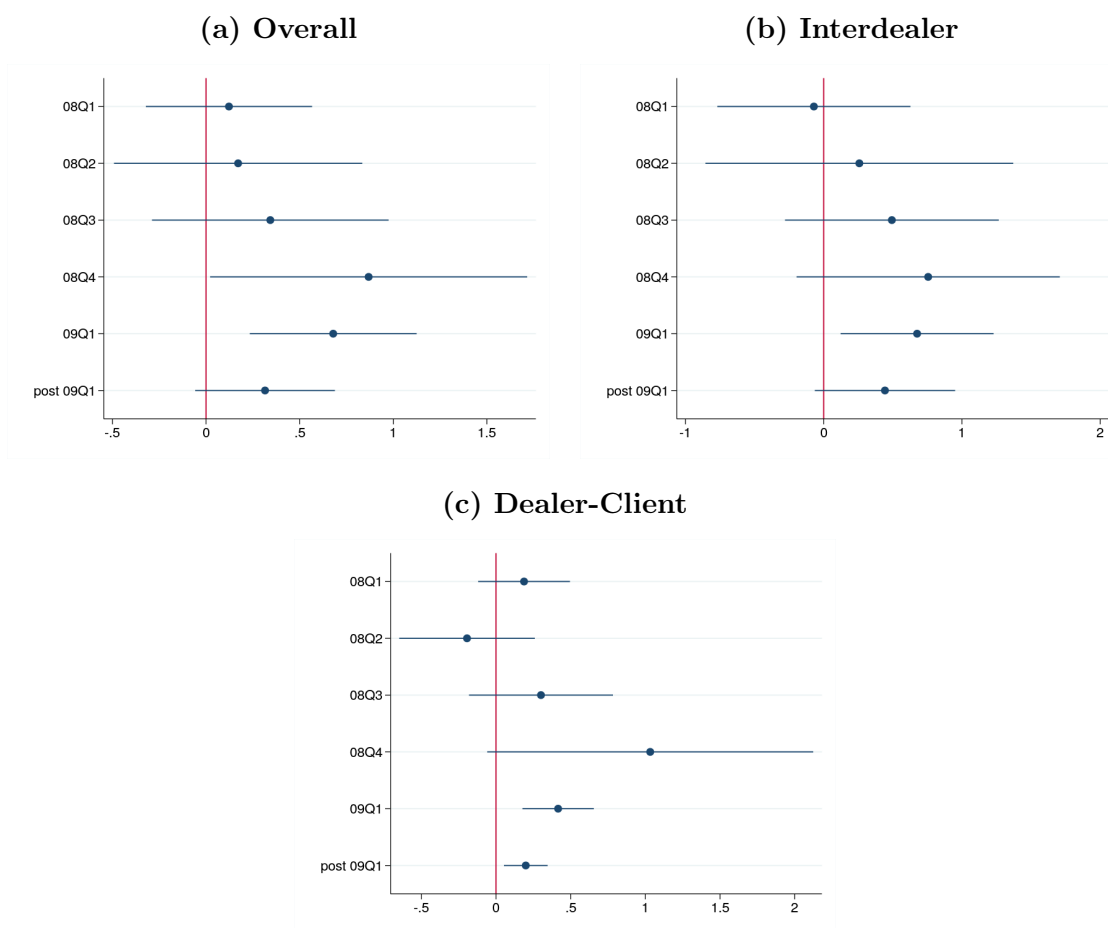 (a) Overall
08Q1
08Q2
08Q3
08Q4
09Q1
post 09Q1
-.5 0 .5 1 1.5
(b) Interdealer
08Q1
08Q2
08Q3
08Q4
09Q1
post 09Q1
-1 0 1 2
(c) Dealer-Client
08Q1
08Q2
08Q3
08Q4
09Q1
post 09Q1
-.5 0 .5 1 1.5 2